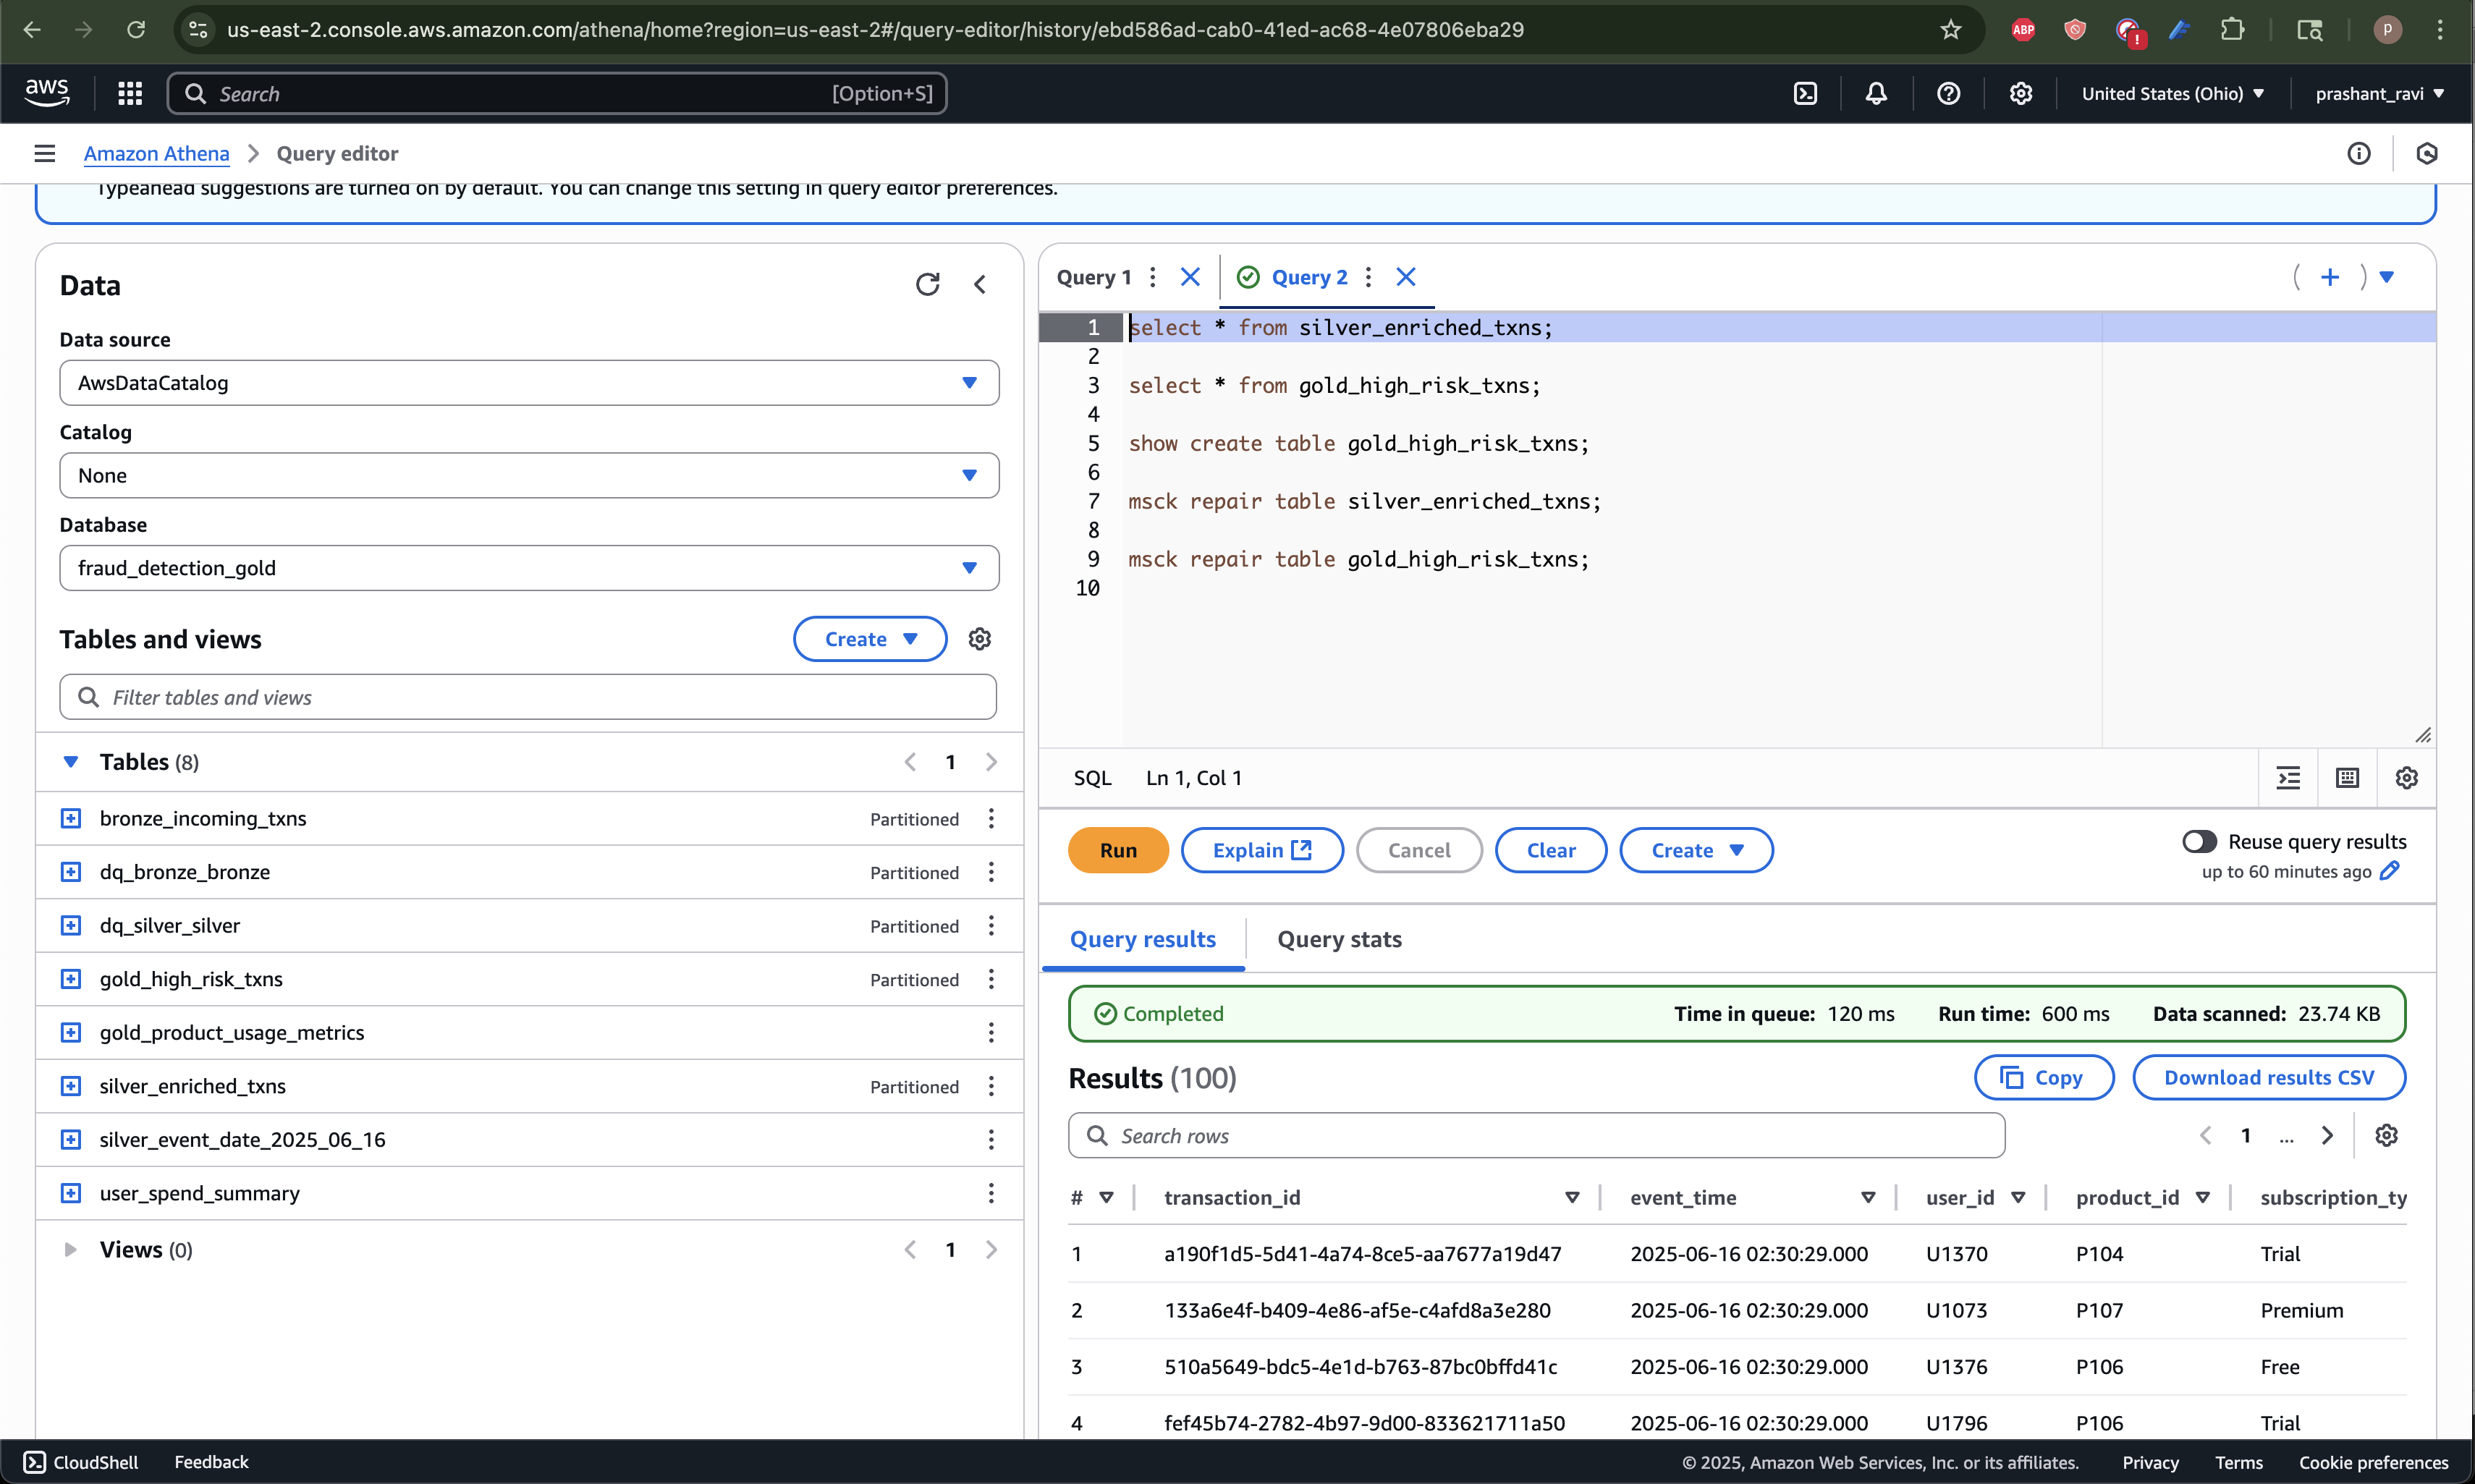 us-east-2.console.aws.amazon.com/athena/home?region=us-east-2#/query-editor/history/ebd586ad-cab0-41ed-ac68-4e07806eba29
ABP
!
p
aws
Search
[Option+S]
United States (Ohio)
prashant_ravi
Amazon Athena
Query editor
Typeahead suggestions are turned on by default. You can change this setting in query editor preferences.
Data
Data source
AwsDataCatalog
Catalog
None
Database
fraud_detection_gold
Tables and views
Create
Filter tables and views
Tables (8)
1
bronze_incoming_txns
Partitioned
dq_bronze_bronze
Partitioned
dq_silver_silver
Partitioned
gold_high_risk_txns
Partitioned
gold_product_usage_metrics
silver_enriched_txns
Partitioned
silver_event_date_2025_06_16
user_spend_summary
Views (0)
1
Query 1
Query 2
( + )
1 select * from silver_enriched_txns;
2
3 select * from gold_high_risk_txns;
4
5 show create table gold_high_risk_txns;
6
7 msck repair table silver_enriched_txns;
8
9 msck repair table gold_high_risk_txns;
10
SQL
Ln 1, Col 1
Run
Explain
Cancel
Clear
Create
Reuse query results
up to 60 minutes ago
Query results
Query stats
Completed
Time in queue: 120 ms
Run time: 600 ms
Data scanned: 23.74 KB
Results (100)
Copy
Download results CSV
Search rows
1 ...
# transaction_id event_time user_id product_id subscription_ty
1 a190f1d5-5d41-4a74-8ce5-aa7677a19d47 2025-06-16 02:30:29.000 U1370 P104 Trial
2 133a6e4f-b409-4e86-af5e-c4afd8a3e280 2025-06-16 02:30:29.000 U1073 P107 Premium
3 510a5649-bdc5-4e1d-b763-87bc0bffd41c 2025-06-16 02:30:29.000 U1376 P106 Free
4 fef45b74-2782-4b97-9d00-833621711a50 2025-06-16 02:30:29.000 U1796 P106 Trial
CloudShell
Feedback
© 2025, Amazon Web Services, Inc. or its affiliates.
Privacy
Terms
Cookie preferences